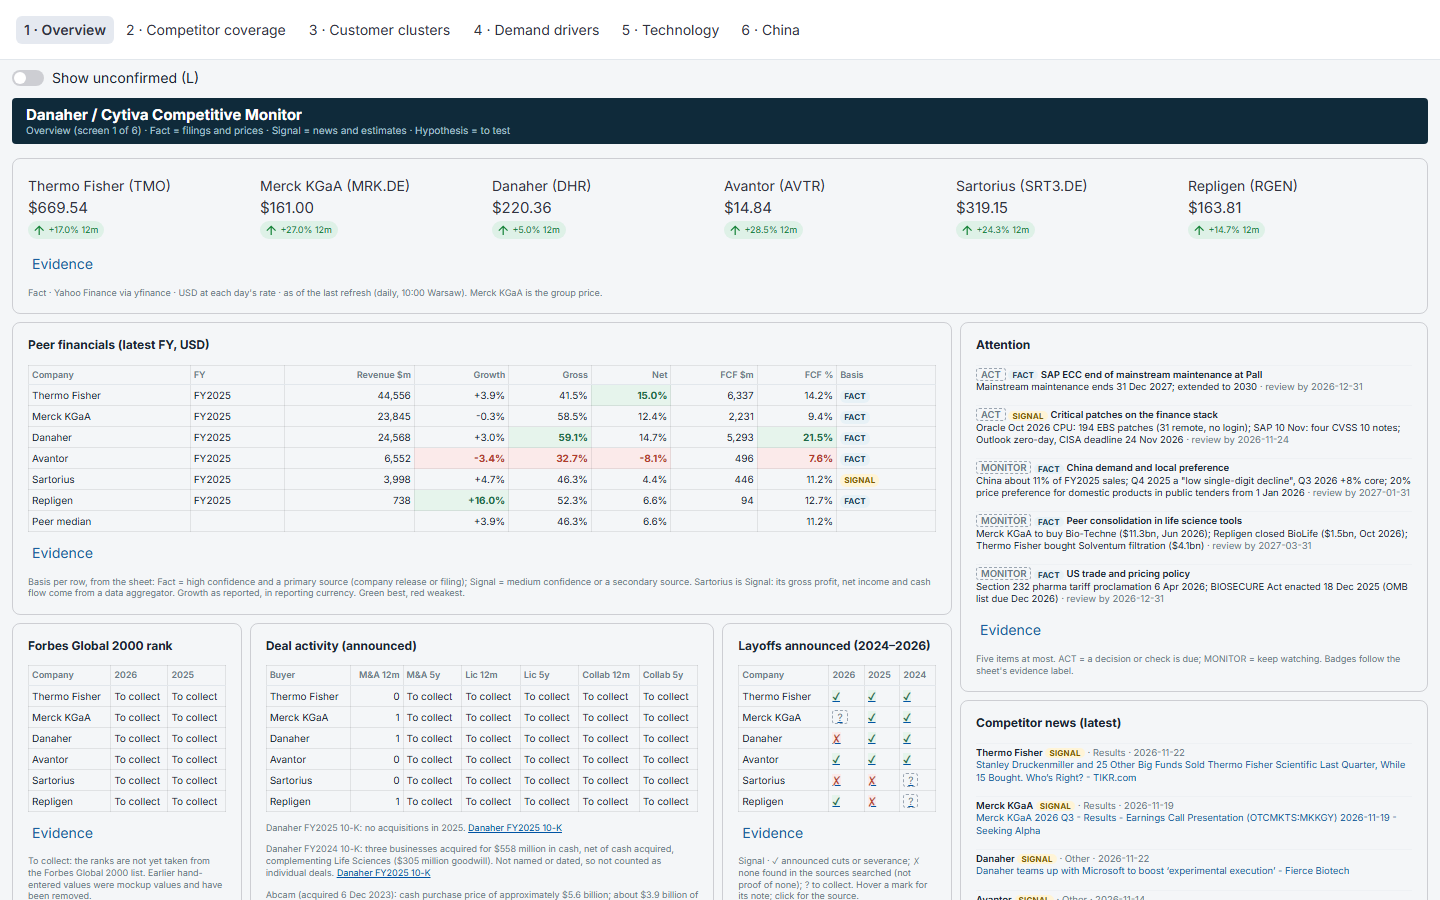 1 · Overview
2 · Competitor coverage
3 · Customer clusters
4 · Demand drivers
5 · Technology
6 · China
Show unconfirmed (L)
Danaher / Cytiva Competitive Monitor
Overview (screen 1 of 6) · Fact = filings and prices · Signal = news and estimates · Hypothesis = to test
Thermo Fisher (TMO)
$669.54
↑ +17.0% 12m
Merck KGaA (MRK.DE)
$161.00
↑ +27.0% 12m
Danaher (DHR)
$220.36
↑ +5.0% 12m
Avantor (AVTR)
$14.84
↑ +28.5% 12m
Sartorius (SRT3.DE)
$319.15
↑ +24.3% 12m
Repligen (RGEN)
$163.81
↑ +14.7% 12m
Evidence
Fact · Yahoo Finance via yfinance · USD at each day's rate · as of the last refresh (daily, 10:00 Warsaw). Merck KGaA is the group price.
Peer financials (latest FY, USD)
Company FY Revenue $m Growth Gross Net FCF $m FCF % Basis
Thermo Fisher FY2025 44,556 +3.9% 41.5% 15.0% 6,337 14.2% FACT
Merck KGaA FY2025 23,845 -0.3% 58.5% 12.4% 2,231 9.4% FACT
Danaher FY2025 24,568 +3.0% 59.1% 14.7% 5,293 21.5% FACT
Avantor FY2025 6,552 -3.4% 32.7% -8.1% 496 7.6% FACT
Sartorius FY2025 3,998 +4.7% 46.3% 4.4% 446 11.2% SIGNAL
Repligen FY2025 738 +16.0% 52.3% 6.6% 94 12.7% FACT
Peer median +3.9% 46.3% 6.6% 11.2%
Evidence
Basis per row, from the sheet: Fact = high confidence and a primary source (company release or filing); Signal = medium confidence or a secondary source. Sartorius is Signal: its gross profit, net income and cash
flow come from a data aggregator. Growth as reported, in reporting currency. Green best, red weakest.
Attention
ACT FACT SAP ECC end of mainstream maintenance at Pall
Mainstream maintenance ends 31 Dec 2027; extended to 2030 · review by 2026-12-31
ACT SIGNAL Critical patches on the finance stack
Oracle Oct 2026 CPU: 194 EBS patches (31 remote, no login); SAP 10 Nov: four CVSS 10 notes;
Outlook zero-day, CISA deadline 24 Nov 2026 · review by 2026-11-24
MONITOR FACT China demand and local preference
China about 11% of FY2025 sales; Q4 2025 a "low single-digit decline", Q3 2026 +8% core; 20%
price preference for domestic products in public tenders from 1 Jan 2026 · review by 2027-01-31
MONITOR FACT Peer consolidation in life science tools
Merck KGaA to buy Bio-Techne ($11.3bn, Jun 2026); Repligen closed BioLife ($1.5bn, Oct 2026);
Thermo Fisher bought Solventum filtration ($4.1bn) · review by 2027-03-31
MONITOR FACT US trade and pricing policy
Section 232 pharma tariff proclamation 6 Apr 2026; BIOSECURE Act enacted 18 Dec 2025 (OMB
list due Dec 2026) · review by 2026-12-31
Evidence
Five items at most. ACT = a decision or check is due; MONITOR = keep watching. Badges follow the
sheet's evidence label.
Forbes Global 2000 rank
Company 2026 2025
Thermo Fisher To collect To collect
Merck KGaA To collect To collect
Danaher To collect To collect
Avantor To collect To collect
Sartorius To collect To collect
Repligen To collect To collect
Evidence
To collect: the ranks are not yet taken from
the Forbes Global 2000 list. Earlier hand-
entered values were mockup values and have
been removed.
Deal activity (announced)
Buyer M&A 12m M&A 5y Lic 12m Lic 5y Collab 12m Collab 5y
Thermo Fisher 0 To collect To collect To collect To collect To collect
Merck KGaA 1 To collect To collect To collect To collect To collect
Danaher 1 To collect To collect To collect To collect To collect
Avantor 0 To collect To collect To collect To collect To collect
Sartorius 0 To collect To collect To collect To collect To collect
Repligen 1 To collect To collect To collect To collect To collect
Danaher FY2025 10-K: no acquisitions in 2025. Danaher FY2025 10-K
Danaher FY2024 10-K: three businesses acquired for $558 million in cash, net of cash acquired,
complementing Life Sciences ($305 million goodwill). Not named or dated, so not counted as
individual deals. Danaher FY2025 10-K
Abcam (acquired 6 Dec 2023): cash purchase price of approximately $5.6 billion; about $3.9 billion of
Layoffs announced (2024–2026)
Company 2026 2025 2024
Thermo Fisher ✓ ✓ ✓
Merck KGaA ? ✓ ✓
Danaher ✗ ✓ ✓
Avantor ✓ ✓ ✓
Sartorius ✗ ✗ ?
Repligen ✓ ✗ ?
Evidence
Signal · ✓ announced cuts or severance; ✗
none found in the sources searched (not
proof of none); ? to collect. Hover a mark for
its note; click for the source.
Competitor news (latest)
Thermo Fisher SIGNAL · Results · 2026-11-22
Stanley Druckenmiller and 25 Other Big Funds Sold Thermo Fisher Scientific Last Quarter, While
15 Bought. Who's Right? - TIKR.com
Merck KGaA SIGNAL · Results · 2026-11-19
Merck KGaA 2026 Q3 - Results - Earnings Call Presentation (OTCMKTS:MKKGY) 2026-11-19 -
Seeking Alpha
Danaher SIGNAL · Other · 2026-11-22
Danaher teams up with Microsoft to boost ‘experimental execution’ - Fierce Biotech
Avantor SIGNAL · Other · 2026-11-14